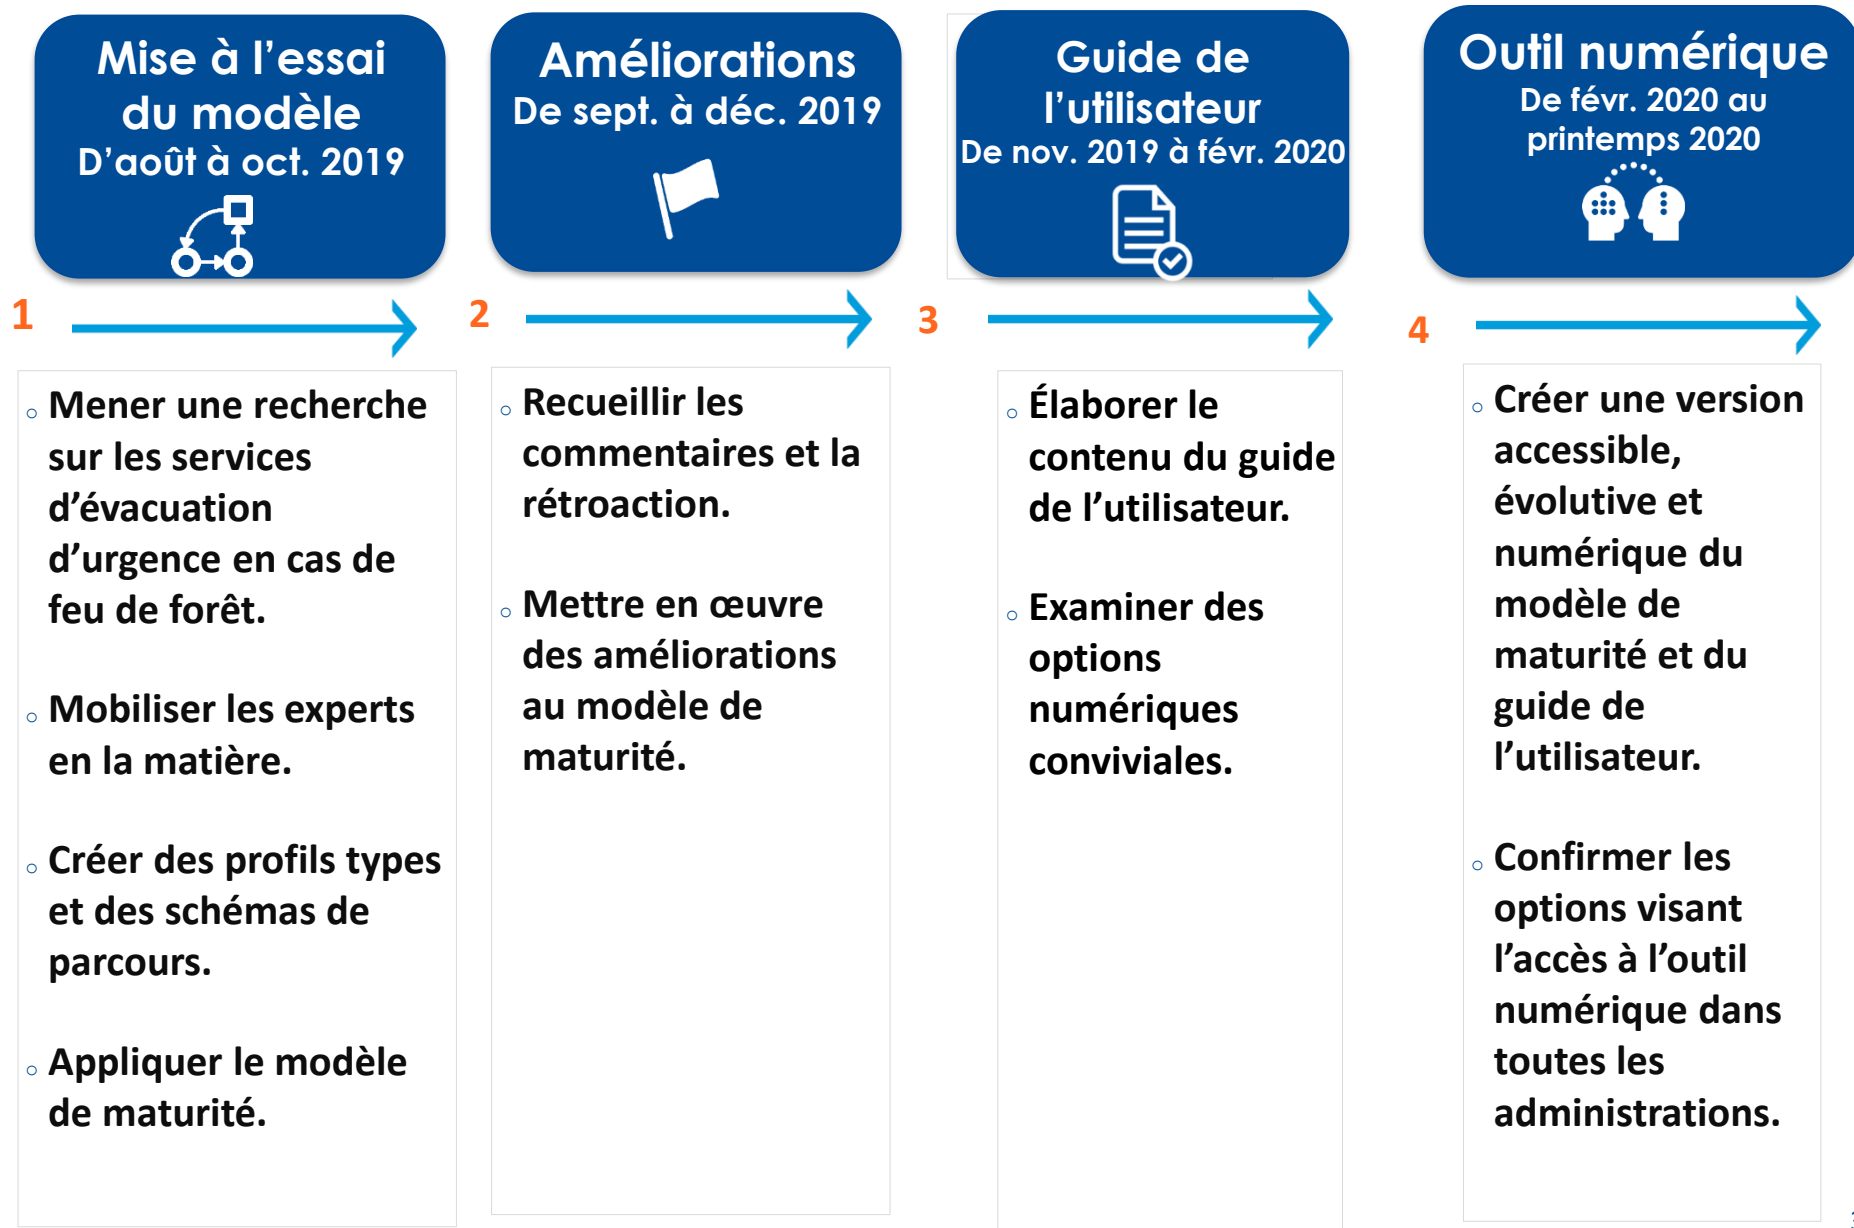 Mise à l’essai
du modèle
D’août à oct. 2019
Améliorations
De sept. à déc. 2019
Guide de
l’utilisateur
De nov. 2019 à févr. 2020
Outil numérique
De févr. 2020 au
printemps 2020
1
2
3
4
Mener une recherche
sur les services
d’évacuation
d’urgence en cas de
feu de forêt.
Mobiliser les experts
en la matière.
Créer des profils types
et des schémas de
parcours.
Appliquer le modèle
de maturité.
Recueillir les
commentaires et la
rétroaction.
Mettre en œuvre
des améliorations
au modèle de
maturité.
Élaborer le
contenu du guide
de l’utilisateur.
Examiner des
options
numériques
conviviales.
Créer une version
accessible,
évolutive et
numérique du
modèle de
maturité et du
guide de
l’utilisateur.
Confirmer les
options visant
l’accès à l’outil
numérique dans
toutes les
administrations.